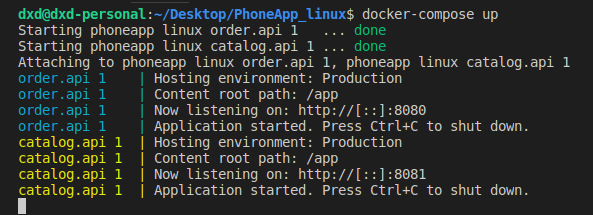 dxd@dxd-personal:~/Desktop/PhoneApp_linux$ docker-compose up
Starting phoneapp linux order.api 1   ... done
Starting phoneapp linux catalog.api 1 ... done
Attaching to phoneapp linux order.api 1, phoneapp linux catalog.api 1
order.api 1    | Hosting environment: Production
order.api 1    | Content root path: /app
order.api 1    | Now listening on: http://[::]:8080
order.api 1    | Application started. Press Ctrl+C to shut down.
catalog.api 1  | Hosting environment: Production
catalog.api 1  | Content root path: /app
catalog.api 1  | Now listening on: http://[::]:8081
catalog.api 1  | Application started. Press Ctrl+C to shut down.